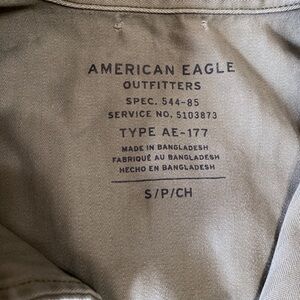 AMERICAN EAGLE
OUTFITTERS
SPEC. 544-85
SERVICE NO. 5103873
TYPE AE-177
MADE IN BANGLADESH
FABRIQUÉ AU BANGLADESH
HECHO EN BANGLADESH
S/P/CH